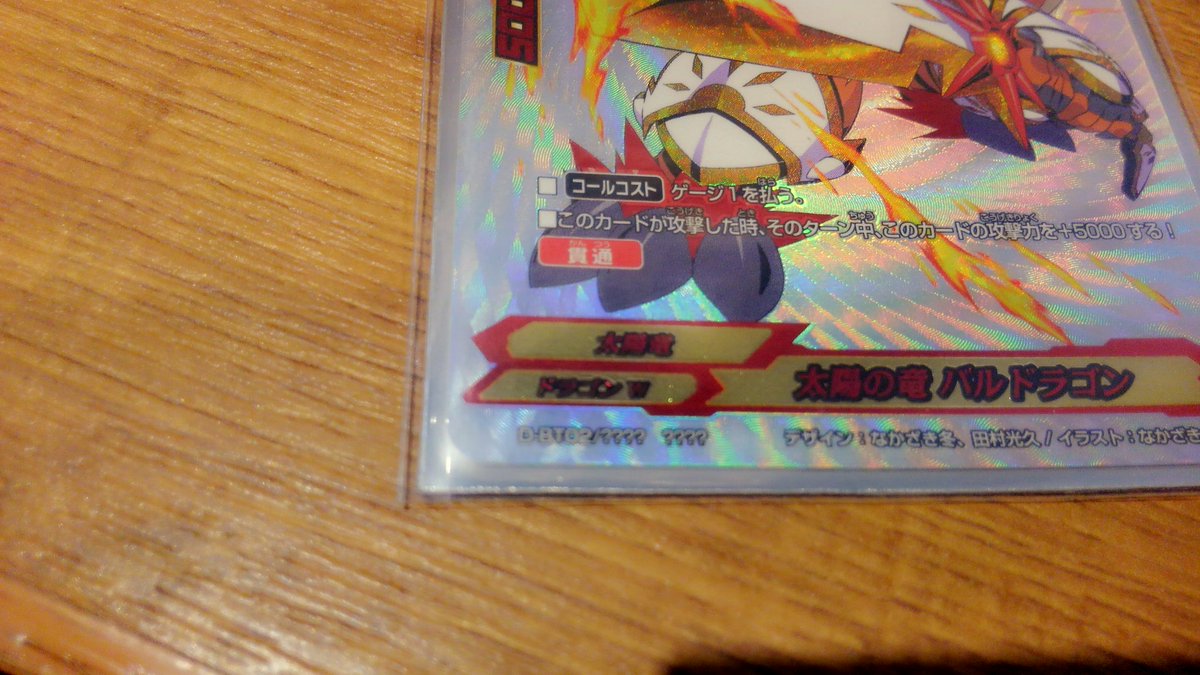 5000
■コールコスト ゲージ1を払う。
■このカードが攻撃した時、そのターン中、このカードの攻撃力を+5000する！
貫通
太陽竜
ドラゴンW
太陽の竜 バルドラゴン
D-BT02/???? ????
デザイン：なかざき冬、田村光久 / イラスト：なかざき